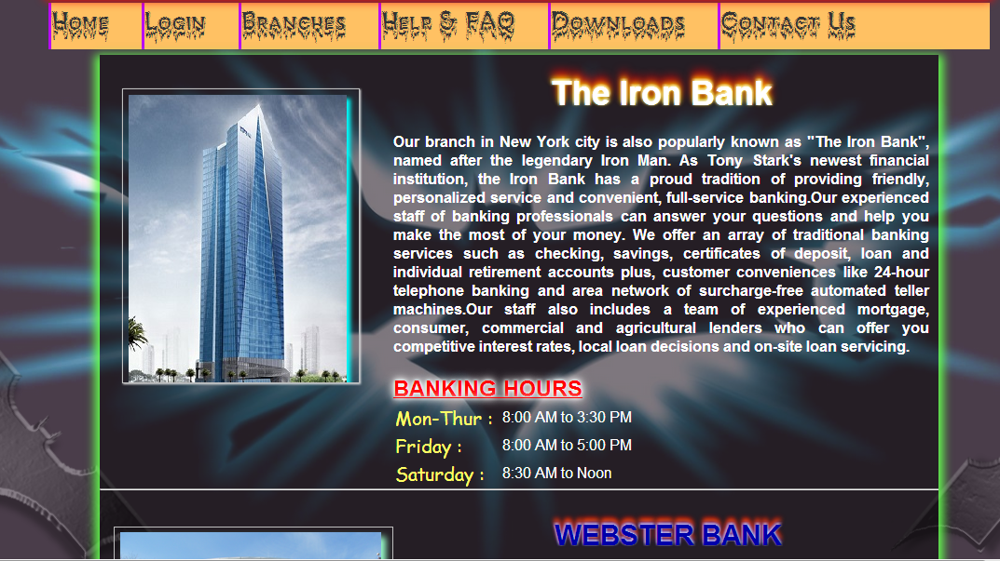 Home Login Branches Help & FAQ Downloads Contact Us
The Iron Bank
Our branch in New York city is also popularly known as "The Iron Bank",
named after the legendary Iron Man. As Tony Stark's newest financial
institution, the Iron Bank has a proud tradition of providing friendly,
personalized service and convenient, full-service banking.Our experienced
staff of banking professionals can answer your questions and help you
make the most of your money. We offer an array of traditional banking
services such as checking, savings, certificates of deposit, loan and
individual retirement accounts plus, customer conveniences like 24-hour
telephone banking and area network of surcharge-free automated teller
machines.Our staff also includes a team of experienced mortgage,
consumer, commercial and agricultural lenders who can offer you
competitive interest rates, local loan decisions and on-site loan servicing.
BANKING HOURS
Mon-Thur : 8:00 AM to 3:30 PM
Friday : 8:00 AM to 5:00 PM
Saturday : 8:30 AM to Noon
WEBSTER BANK